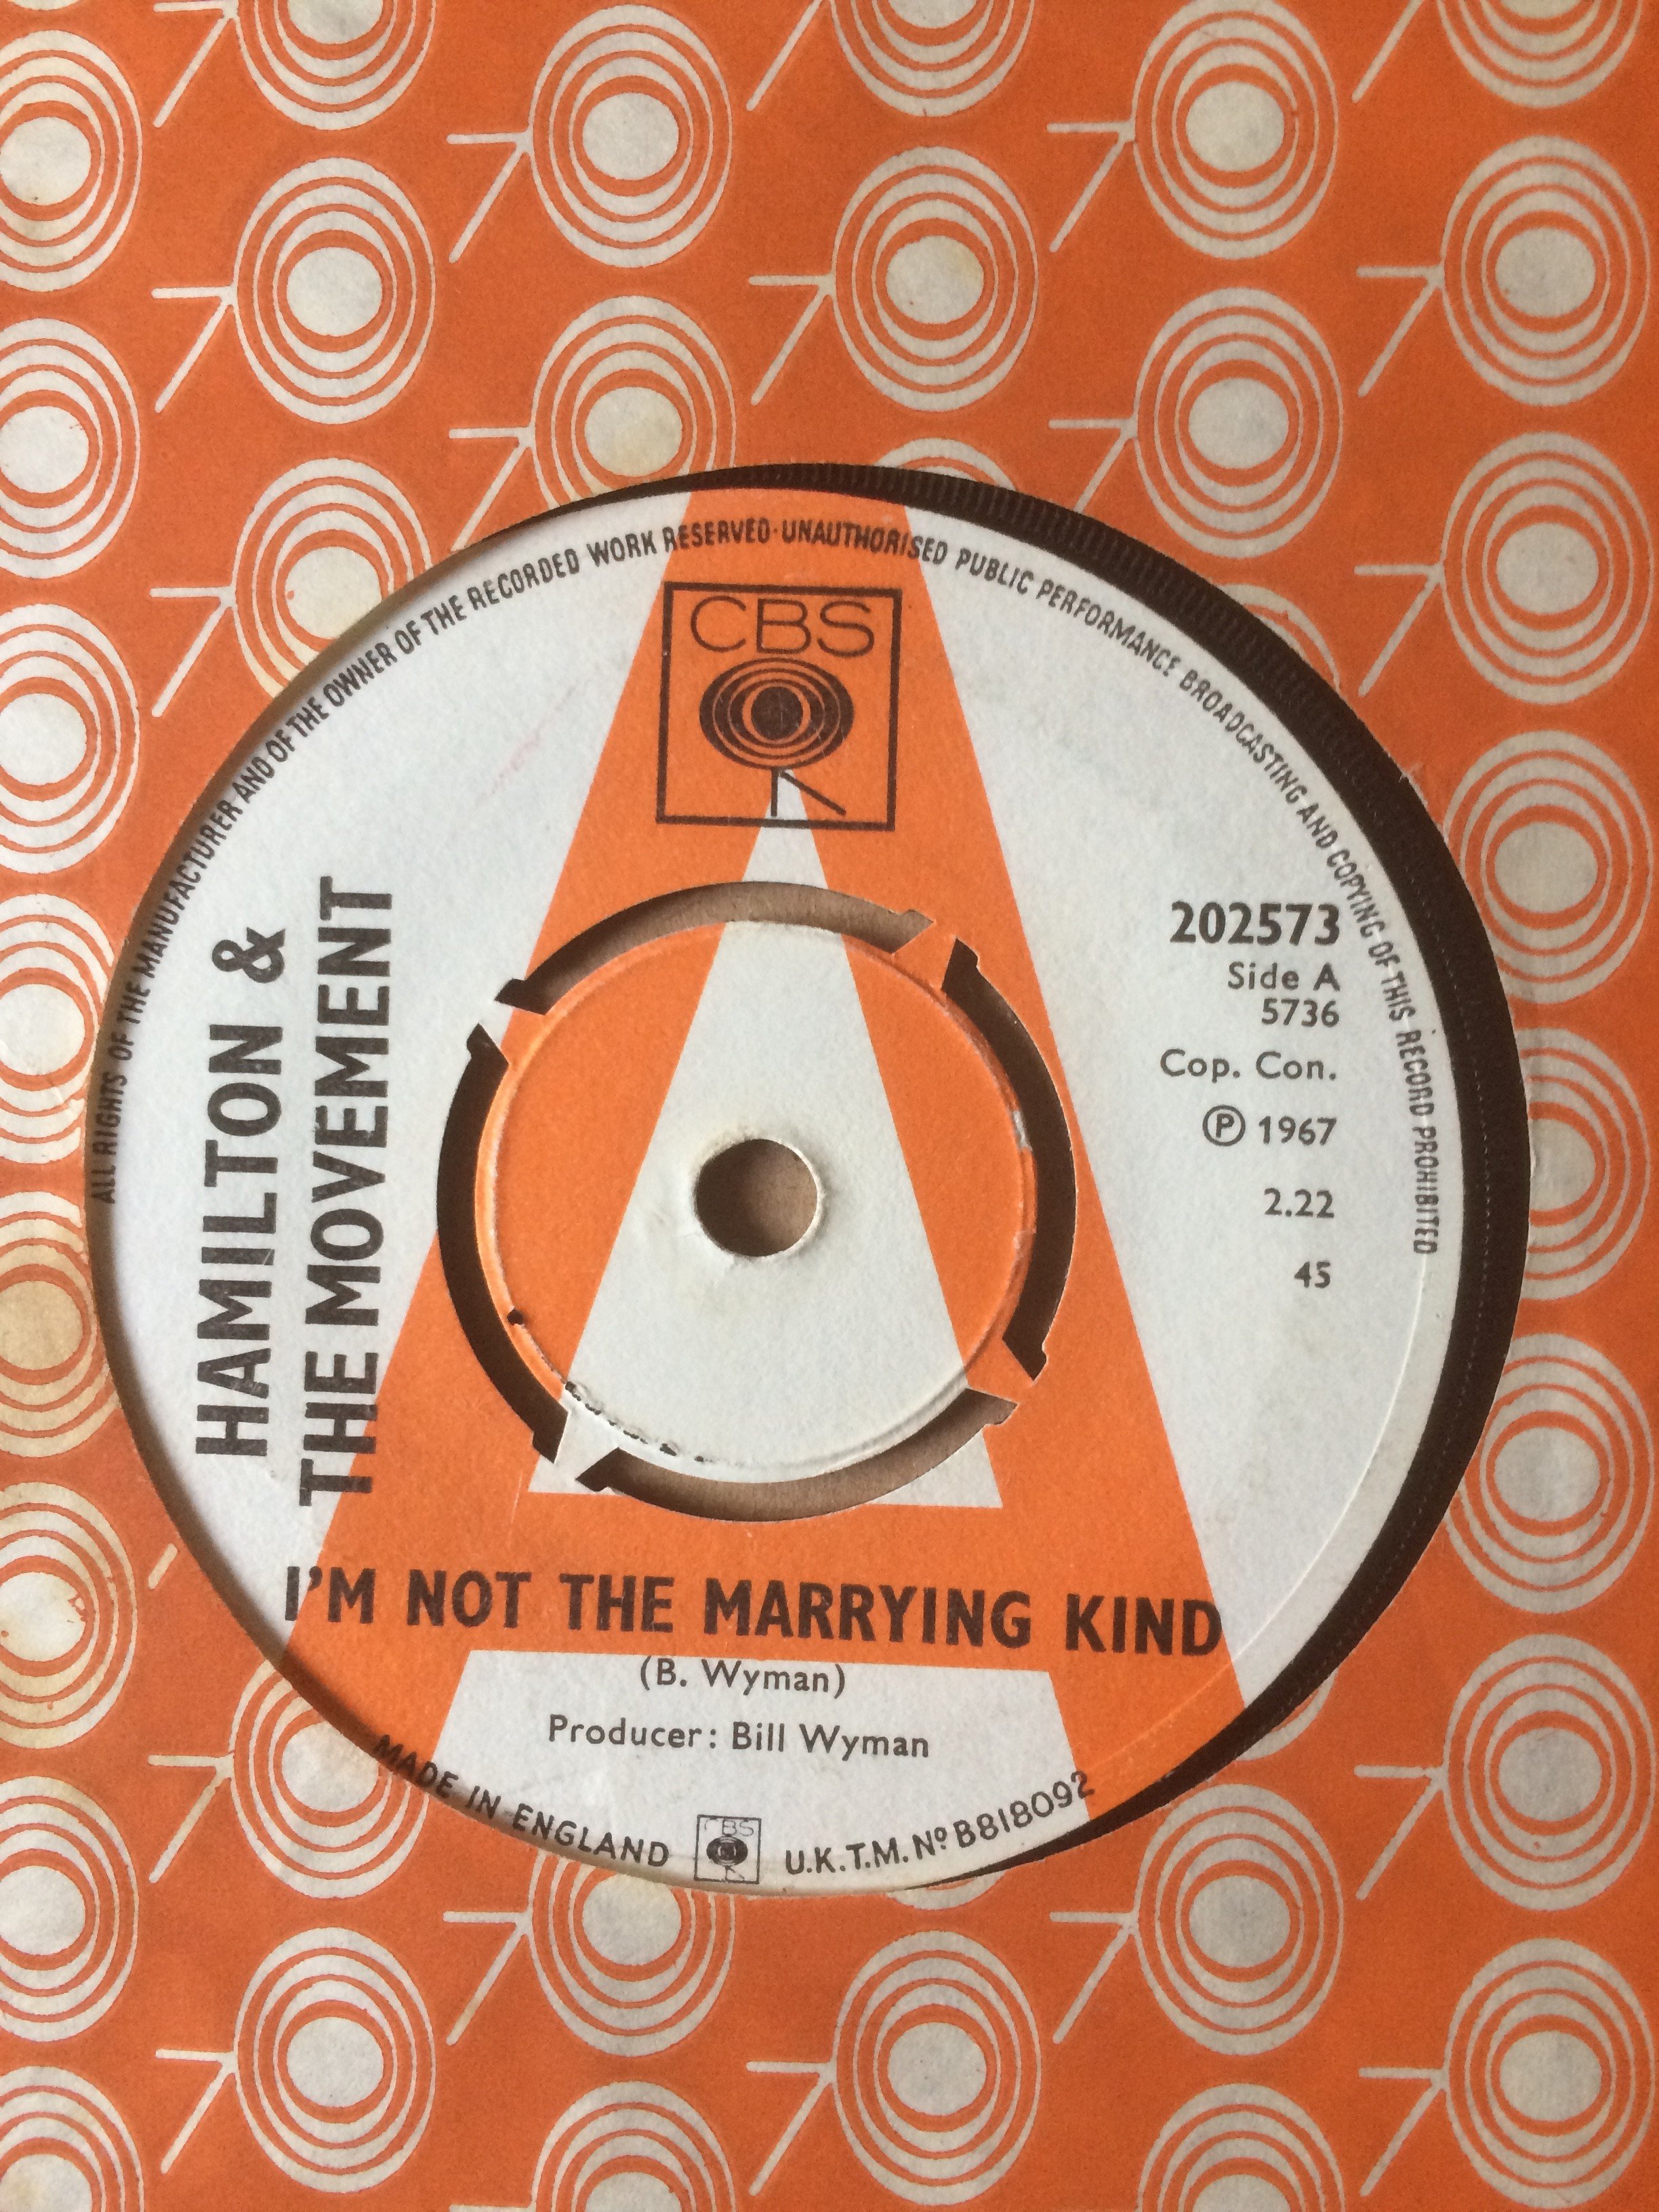 ALL RIGHTS OF THE MANUFACTURER AND OF THE OWNER OF THE RECORDED WORK RESERVED · UNAUTHORISED PUBLIC PERFORMANCE BROADCASTING AND COPYING OF THIS RECORD PROHIBITED
CBS
HAMILTON &
THE MOVEMENT
202573
Side A
5736
Cop. Con.
℗ 1967
2.22
45
A
I'M NOT THE MARRYING KIND
(B. Wyman)
Producer: Bill Wyman
MADE IN ENGLAND
CBS
U.K.T.M. Nº B818092